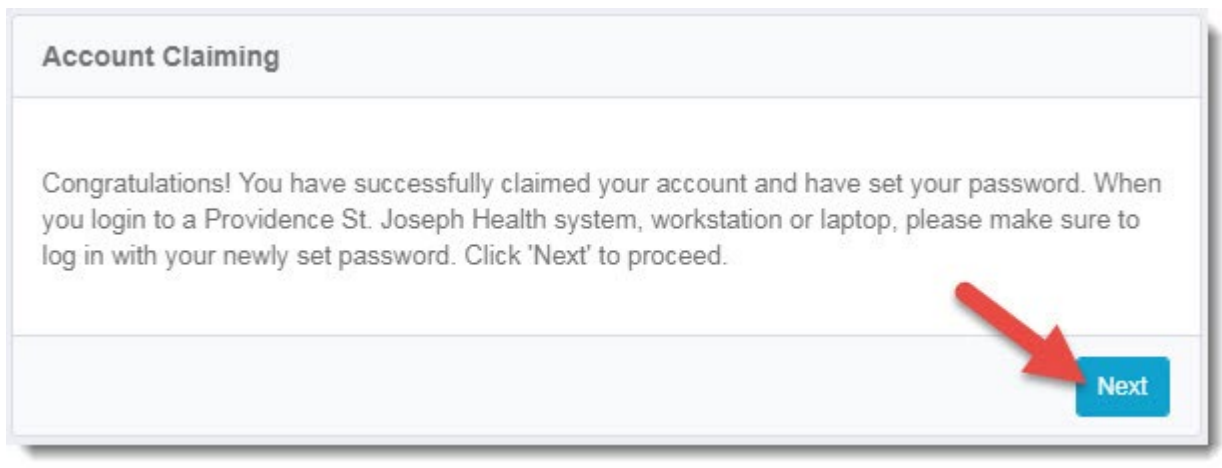 Account Claiming
Congratulations! You have successfully claimed your account and have set your password. When
you login to a Providence St. Joseph Health system, workstation or laptop, please make sure to
log in with your newly set password. Click 'Next' to proceed.
Next